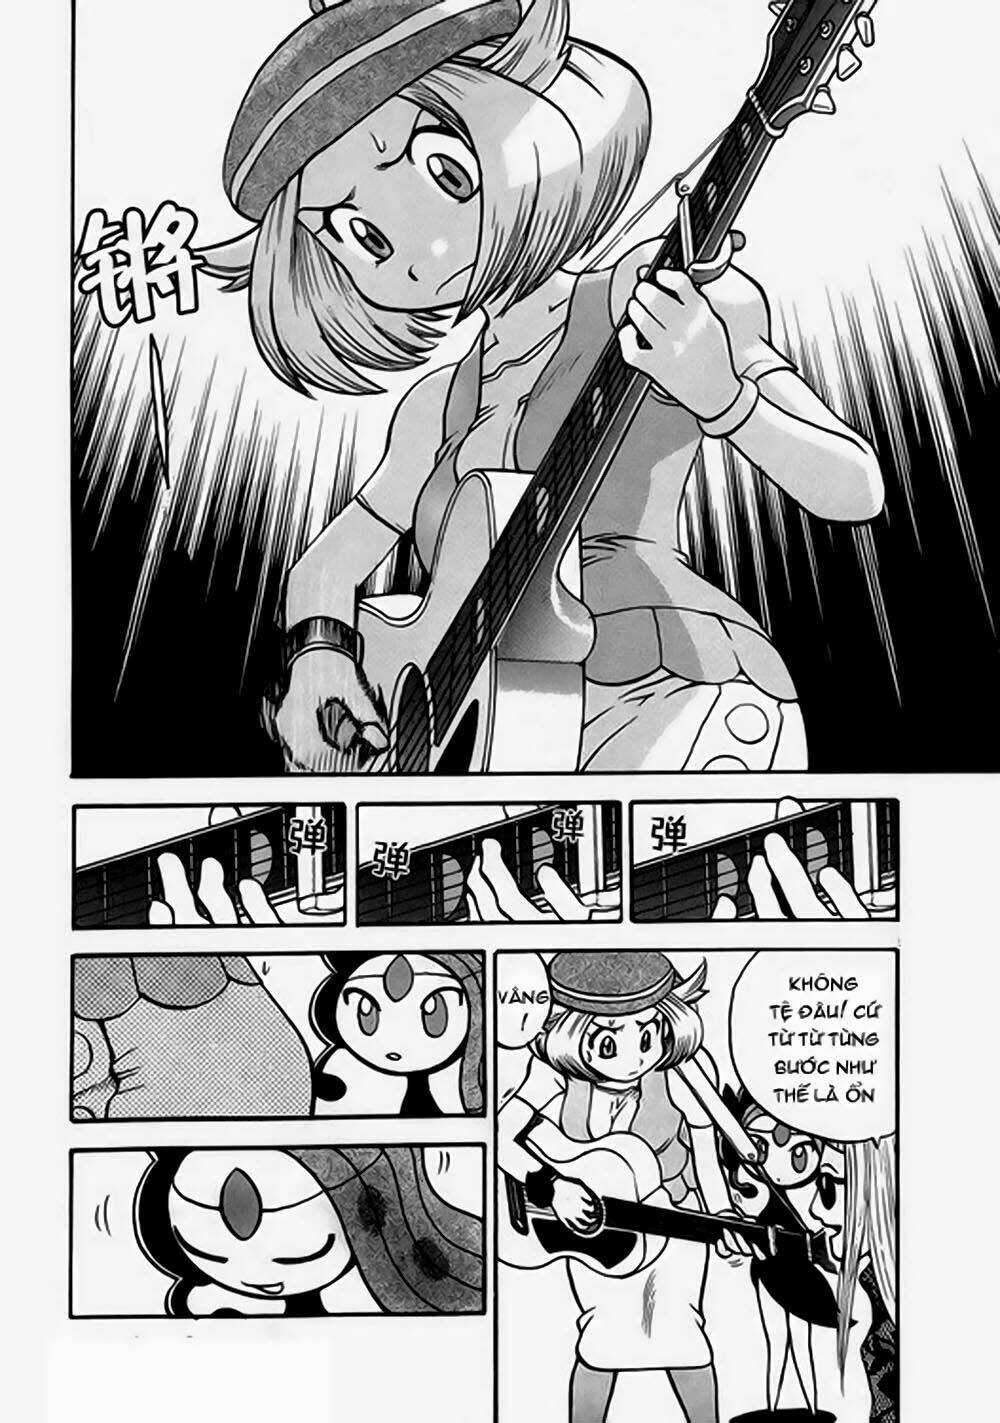 锵
弹
弹
弹
弹
VÂNG
!
KHÔNG
TỆ ĐÂU! CỨ
TỪ TỪ TỪNG
BƯỚC NHƯ
THẾ LÀ ỔN